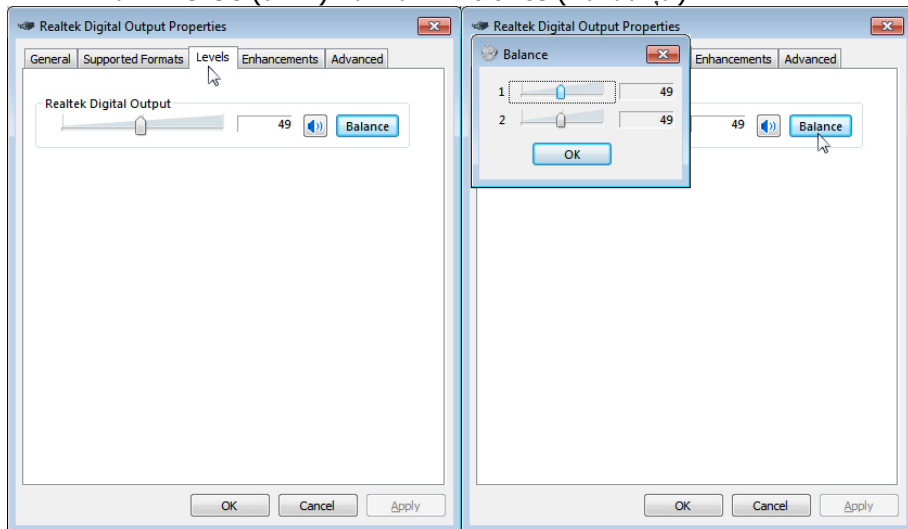 Realtek Digital Output Properties
General Supported Formats Levels Enhancements Advanced
Realtek Digital Output
49 Balance
OK Cancel Apply
Realtek Digital Output Properties
Balance
Enhancements Advanced
1 49
2 49
OK
49 Balance
OK Cancel Apply